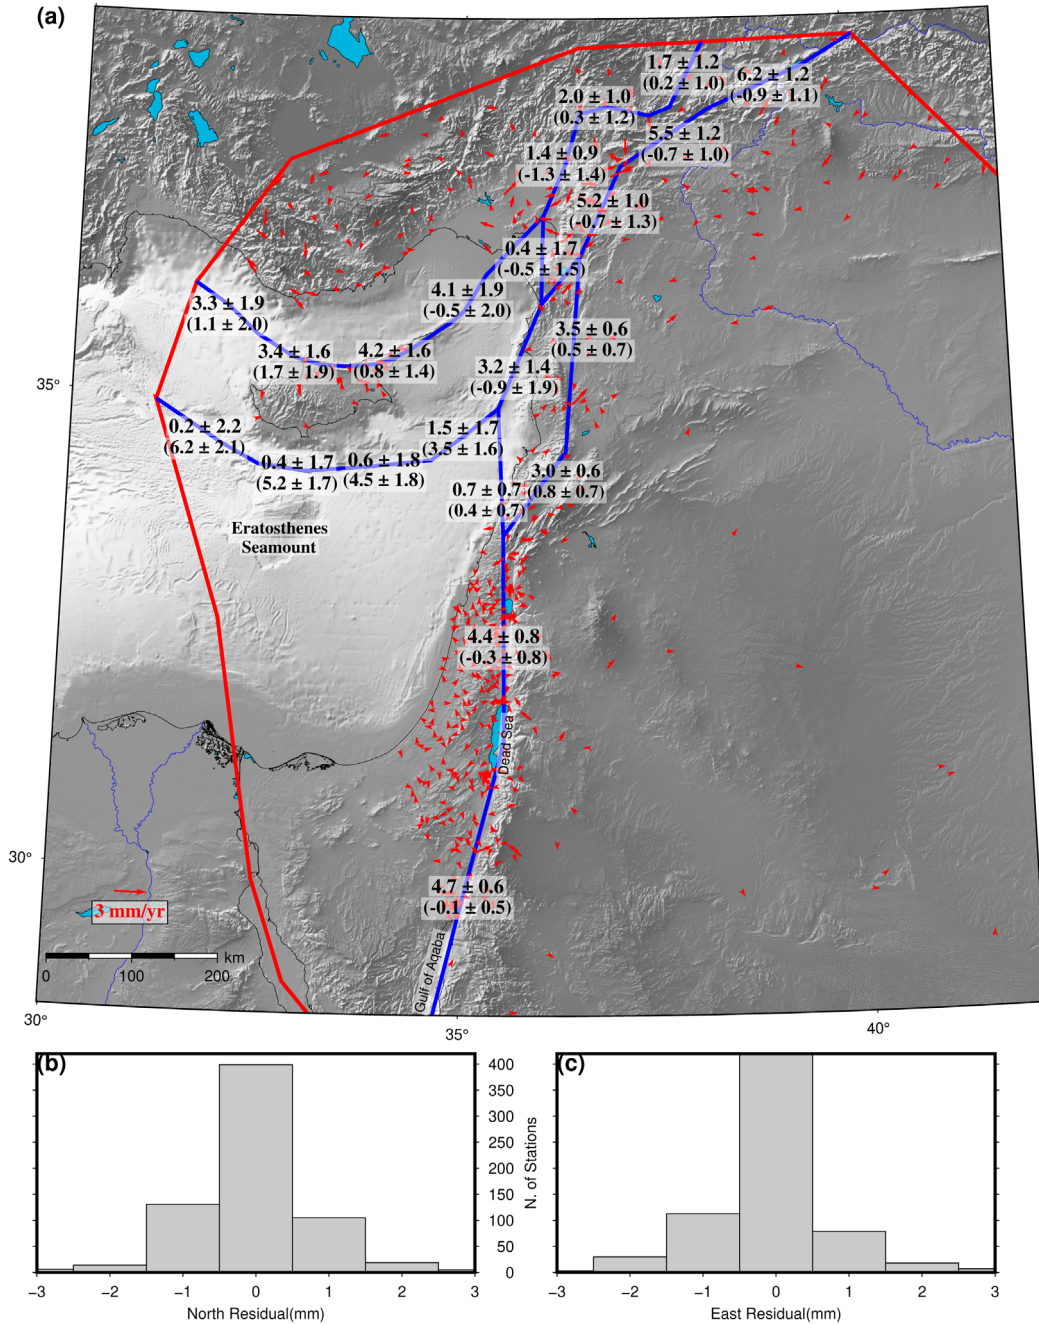 (a)
1.7 ± 1.2
(0.2 ± 1.0)
6.2 ± 1.2
(-0.9 ± 1.1)
2.0 ± 1.0
(0.3 ± 1.2)
5.5 ± 1.2
(-0.7 ± 1.0)
1.4 ± 0.9
(-1.3 ± 1.4)
5.2 ± 1.0
(-0.7 ± 1.3)
0.4 ± 1.7
(-0.5 ± 1.5)
4.1 ± 1.9
(-0.5 ± 2.0)
3.3 ± 1.9
(1.1 ± 2.0)
3.5 ± 0.6
(0.5 ± 0.7)
3.4 ± 1.6
(1.7 ± 1.9)
4.2 ± 1.6
(0.8 ± 1.4)
3.2 ± 1.4
(-0.9 ± 1.9)
35°
0.2 ± 2.2
(6.2 ± 2.1)
1.5 ± 1.7
(3.5 ± 1.6)
0.4 ± 1.7
(5.2 ± 1.7)
0.6 ± 1.8
(4.5 ± 1.8)
3.0 ± 0.6
(0.8 ± 0.7)
0.7 ± 0.7
(0.4 ± 0.7)
Eratosthenes
Seamount
4.4 ± 0.8
(-0.3 ± 0.8)
Dead Sea
30°
4.7 ± 0.6
(-0.1 ± 0.5)
3 mm/yr
Gulf of Aqaba
km
0 100 200
30° 35° 40°
(b)
400
350
300
250
200
150
100
50
0
N. of Stations
−3 −2 −1 0 1 2 3
North Residual(mm)
(c)
−3 −2 −1 0 1 2 3
East Residual(mm)